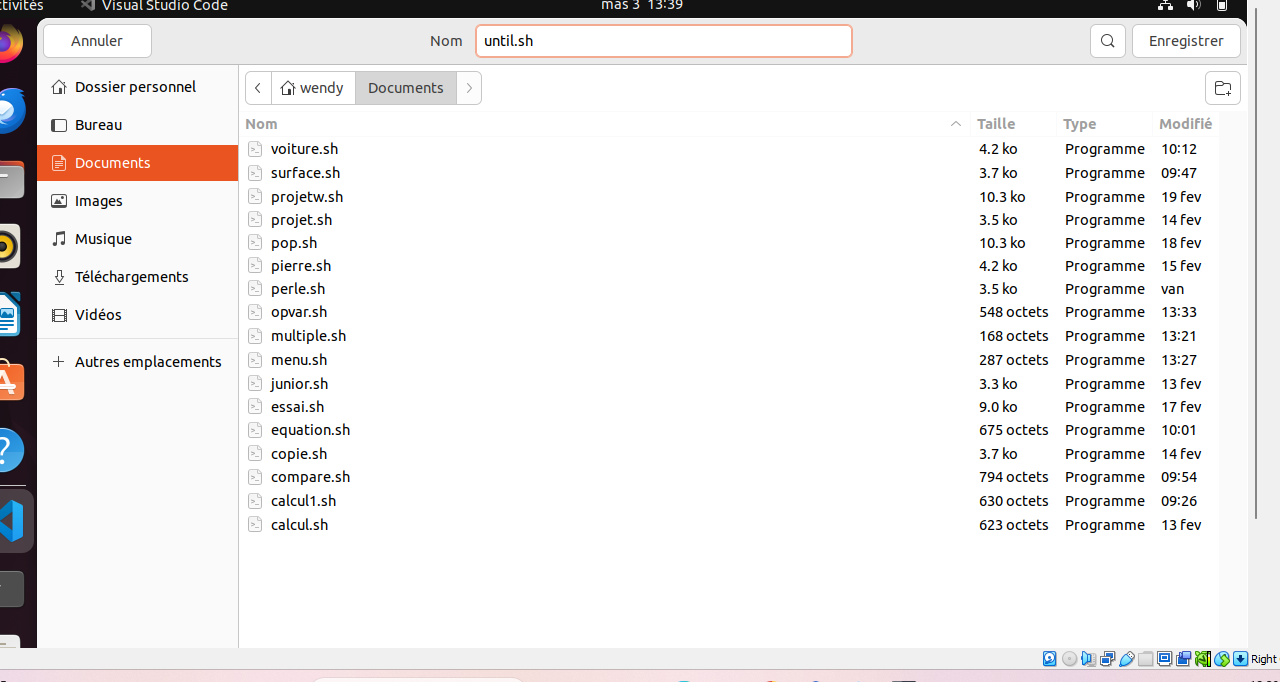 Visual Studio Code mas 3 13:39
Annuler Nom until.sh Enregistrer
Dossier personnel
Bureau
Documents
Images
Musique
Téléchargements
Vidéos
Autres emplacements
wendy Documents
Nom Taille Type Modifié
voiture.sh 4.2 ko Programme 10:12
surface.sh 3.7 ko Programme 09:47
projetw.sh 10.3 ko Programme 19 fev
projet.sh 3.5 ko Programme 14 fev
pop.sh 10.3 ko Programme 18 fev
pierre.sh 4.2 ko Programme 15 fev
perle.sh 3.5 ko Programme van
opvar.sh 548 octets Programme 13:33
multiple.sh 168 octets Programme 13:21
menu.sh 287 octets Programme 13:27
junior.sh 3.3 ko Programme 13 fev
essai.sh 9.0 ko Programme 17 fev
equation.sh 675 octets Programme 10:01
copie.sh 3.7 ko Programme 14 fev
compare.sh 794 octets Programme 09:54
calcul1.sh 630 octets Programme 09:26
calcul.sh 623 octets Programme 13 fev
Right